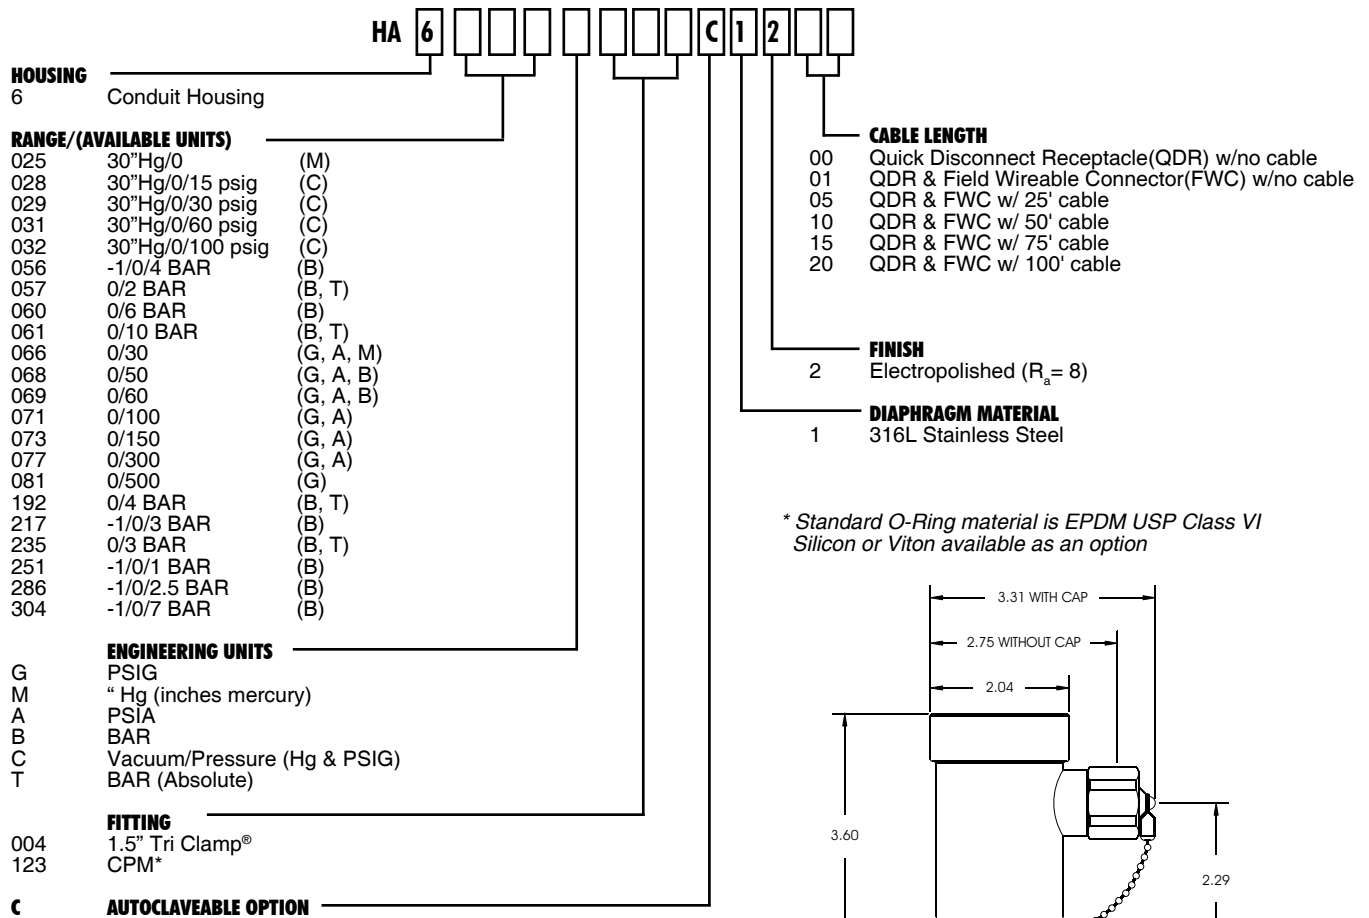 HA 6 C 1 2
HOUSING
6 Conduit Housing
RANGE/(AVAILABLE UNITS)
025 30”Hg/0 (M)
028 30”Hg/0/15 psig (C)
029 30”Hg/0/30 psig (C)
031 30”Hg/0/60 psig (C)
032 30”Hg/0/100 psig (C)
056 -1/0/4 BAR (B)
057 0/2 BAR (B, T)
060 0/6 BAR (B)
061 0/10 BAR (B, T)
066 0/30 (G, A, M)
068 0/50 (G, A, B)
069 0/60 (G, A, B)
071 0/100 (G, A)
073 0/150 (G, A)
077 0/300 (G, A)
081 0/500 (G)
192 0/4 BAR (B, T)
217 -1/0/3 BAR (B)
235 0/3 BAR (B, T)
251 -1/0/1 BAR (B)
286 -1/0/2.5 BAR (B)
304 -1/0/7 BAR (B)
ENGINEERING UNITS
G PSIG
M “ Hg (inches mercury)
A PSIA
B BAR
C Vacuum/Pressure (Hg & PSIG)
T BAR (Absolute)
FITTING
004 1.5” Tri Clamp®
123 CPM*
C AUTOCLAVEABLE OPTION
CABLE LENGTH
00 Quick Disconnect Receptacle(QDR) w/no cable
01 QDR & Field Wireable Connector(FWC) w/no cable
05 QDR & FWC w/ 25' cable
10 QDR & FWC w/ 50' cable
15 QDR & FWC w/ 75' cable
20 QDR & FWC w/ 100' cable
FINISH
2 Electropolished (Ra= 8)
DIAPHRAGM MATERIAL
1 316L Stainless Steel
* Standard O-Ring material is EPDM USP Class VI
Silicon or Viton available as an option
3.31 WITH CAP
2.75 WITHOUT CAP
2.04
3.60
2.29